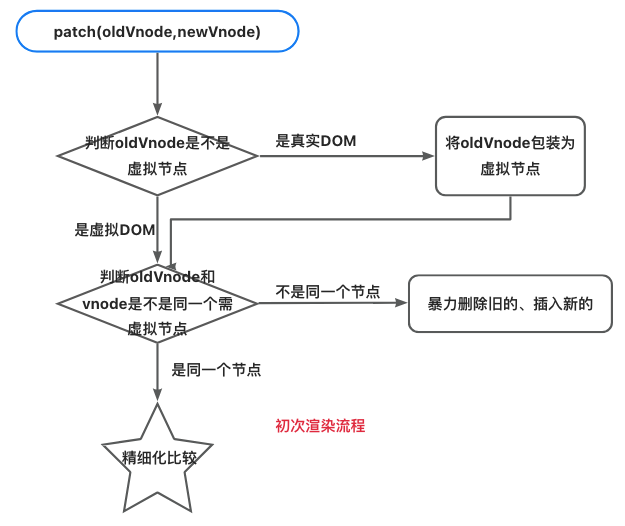 patch(oldVnode,newVnode)
判断oldVnode是不是
虚拟节点
是真实DOM
将oldVnode包装为
虚拟节点
是虚拟DOM
判断oldVnode和
vnode是不是同一个需
虚拟节点
不是同一个节点
暴力删除旧的、插入新的
是同一个节点
初次渲染流程
精细化比较